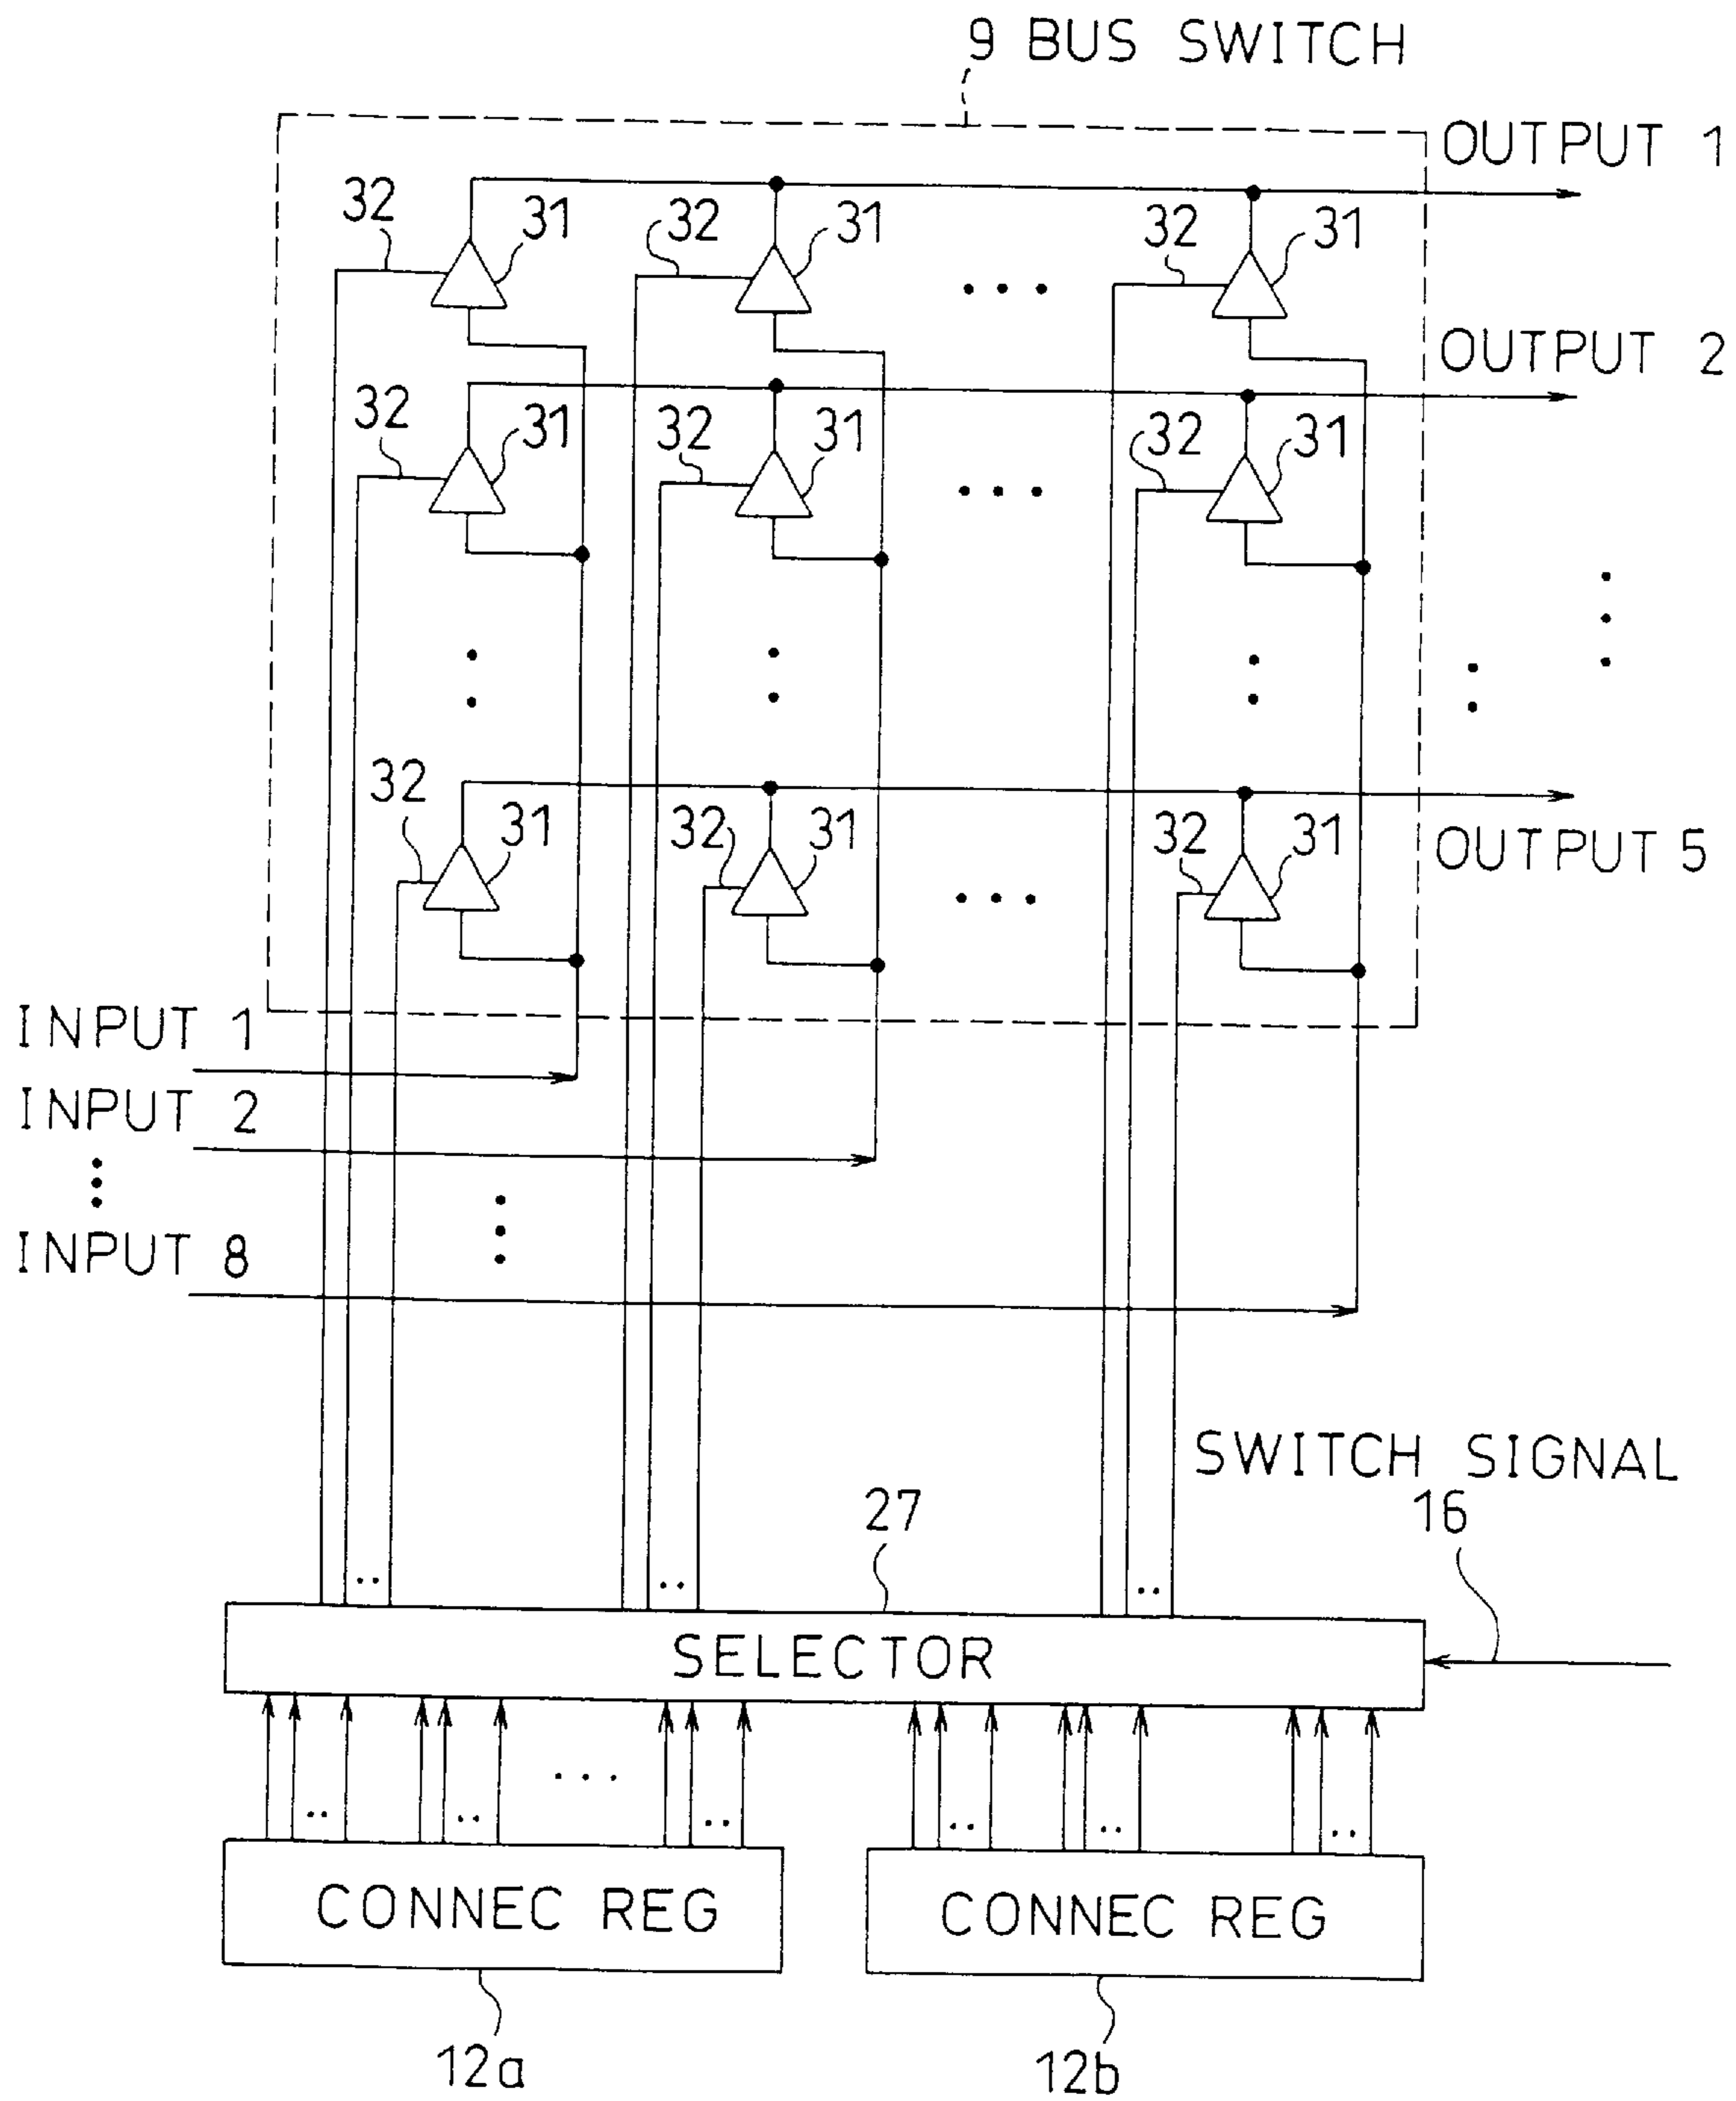 9 BUS SWITCH
OUTPUT 1
32 31 32 31 32 31
OUTPUT 2
32 31 32 31 32 31
32 31 32 31 32 31
OUTPUT 5
INPUT 1
INPUT 2
INPUT 8
SWITCH SIGNAL
16
27
SELECTOR
CONNEC REG CONNEC REG
12a 12b